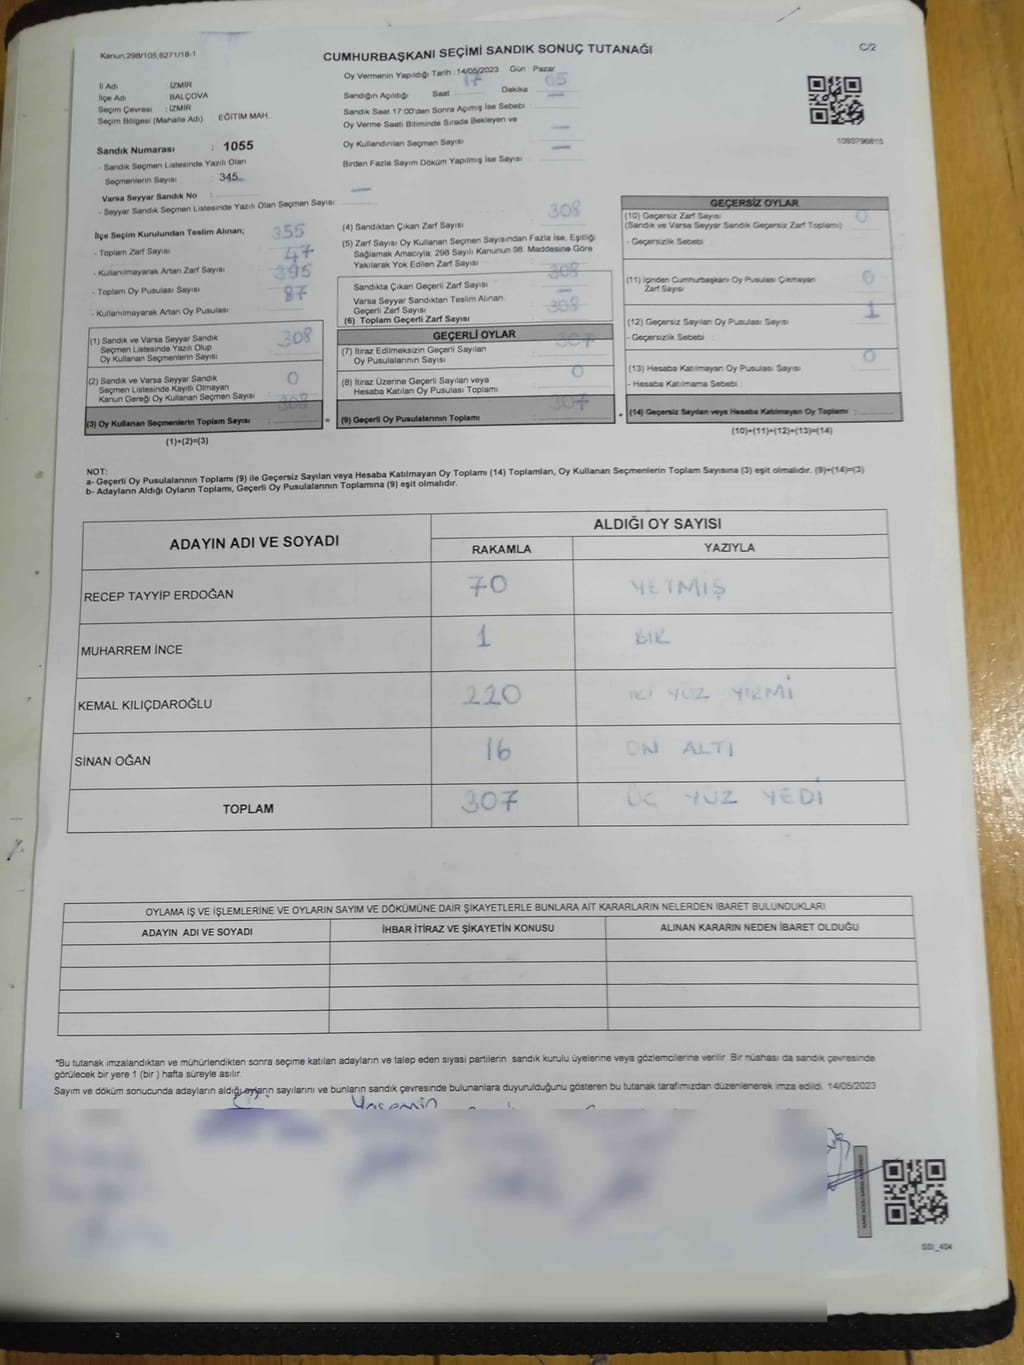 Kanun;298/105;6271/18-1
CUMHURBAŞKANI SEÇİMİ SANDIK SONUÇ TUTANAĞI
C/2
İl Adı İZMİR
İlçe Adı BALÇOVA
Seçim Çevresi : İZMİR
Seçim Bölgesi (Mahalle Adı) EĞİTİM MAH.
Sandık Numarası : 1055
- Sandık Seçmen Listesinde Yazılı Olan
Seçmenlerin Sayısı : 345
Varsa Seyyar Sandık No :
- Seyyar Sandık Seçmen Listesinde Yazılı Olan Seçmen Sayısı:
Oy Vermenin Yapıldığı Tarih : 14/05/2023 Gün : Pazar
Sandığın Açıldığı Saat 17 Dakika 05
Sandık Saat 17:00'den Sonra Açımış İse Sebebi
Oy Verme Saati Bitiminde Sırada Bekleyen ve
Oy Kullandırılan Seçmen Sayısı
Birden Fazla Sayım Döküm Yapılmış İse Sayısı
1093796815
İlçe Seçim Kurulundan Teslim Alınan; 355
- Toplam Zarf Sayısı 47
- Kullanılmayarak Artan Zarf Sayısı 395
- Toplam Oy Pusulası Sayısı 87
- Kullanılmayarak Artan Oy Pusulası
(1) Sandık ve Varsa Seyyar Sandık 308
Seçmen Listesinde Yazılı Olup
Oy Kullanan Seçmenlerin Sayısı
(2) Sandık ve Varsa Seyyar Sandık 0
Seçmen Listesinde Kayıtlı Olmayan
Kanun Gereği Oy Kullanan Seçmen Sayısı 308
(3) Oy Kullanan Seçmenlerin Toplam Sayısı :
(1)+(2)=(3)
(4) Sandıktan Çıkan Zarf Sayısı 308
(5) Zarf Sayısı Oy Kullanan Seçmen Sayısından Fazla İse, Eşitliği
Sağlamak Amacıyla; 298 Sayılı Kanunun 98. Maddesine Göre
Yakılarak Yok Edilen Zarf Sayısı
308
Sandıkta Çıkan Geçerli Zarf Sayısı
Varsa Seyyar Sandıktan Teslim Alınan
Geçerli Zarf Sayısı 308
(6) Toplam Geçerli Zarf Sayısı
GEÇERLİ OYLAR
(7) İtiraz Edilmeksizin Geçerli Sayılan 307
Oy Pusulalarının Sayısı
(8) İtiraz Üzerine Geçerli Sayılan veya 0
Hesaba Katılan Oy Pusulası Toplamı
307
(9) Geçerli Oy Pusulalarının Toplamı
GEÇERSİZ OYLAR
(10) Geçersiz Zarf Sayısı 0
(Sandık ve Varsa Seyyar Sandık Geçersiz Zarf Toplamı)
- Geçersizlik Sebebi
(11) İçinden Cumhurbaşkanı Oy Pusulası Çıkmayan 0
Zarf Sayısı
(12) Geçersiz Sayılan Oy Pusulası Sayısı 1
- Geçersizlik Sebebi
(13) Hesaba Katılmayan Oy Pusulası Sayısı 0
- Hesaba Katılmama Sebebi
+ (14) Geçersiz Sayılan veya Hesaba Katılmayan Oy Toplamı :
(10)+(11)+(12)+(13)=(14)
NOT:
a- Geçerli Oy Pusulalarının Toplamı (9) ile Geçersiz Sayılan veya Hesaba Katılmayan Oy Toplamı (14) Toplamları, Oy Kullanan Seçmenlerin Toplam Sayısına (3) eşit olmalıdır. (9)+(14)=(3)
b- Adayların Aldığı Oyların Toplamı, Geçerli Oy Pusulalarının Toplamına (9) eşit olmalıdır.
ADAYIN ADI VE SOYADI ALDIĞI OY SAYISI
RAKAMLA YAZIYLA
RECEP TAYYİP ERDOĞAN 70 YETMİŞ
MUHARREM İNCE 1 BİR
KEMAL KILIÇDAROĞLU 220 İKİ YÜZ YİRMİ
SİNAN OĞAN 16 ON ALTI
TOPLAM 307 ÜÇ YÜZ YEDİ
OYLAMA İŞ VE İŞLEMLERİNE VE OYLARIN SAYIM VE DÖKÜMÜNE DAİR ŞİKAYETLERLE BUNLARA AİT KARARLARIN NELERDEN İBARET BULUNDUKLARI
ADAYIN ADI VE SOYADI İHBAR İTİRAZ VE ŞİKAYETİN KONUSU ALINAN KARARIN NEDEN İBARET OLDUĞU
*Bu tutanak imzalandıktan ve mühürlendikten sonra seçime katılan adayların ve talep eden siyasi partilerin sandık kurulu üyelerine veya gözlemcilerine verilir. Bir nüshası da sandık çevresinde
görülecek bir yere 1 (bir) hafta süreyle asılır.
Sayım ve döküm sonucunda adayların aldığı oyların sayılarını ve bunların sandık çevresinde bulunanlara duyurulduğunu gösteren bu tutanak tarafımızdan düzenlenerek imza edildi. 14/05/2023
Yasemin
SSI_404